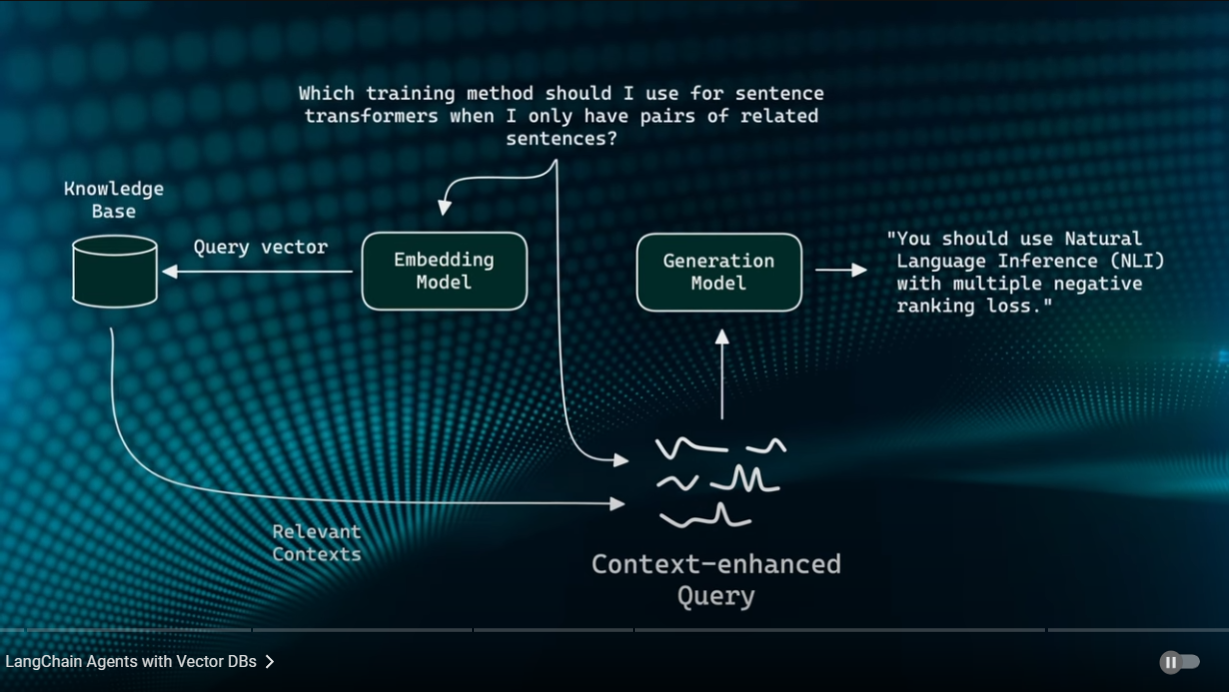 Which training method should I use for sentence
transformers when I only have pairs of related
sentences?
Knowledge
Base
Query vector
Embedding
Model
Generation
Model
"You should use Natural
Language Inference (NLI)
with multiple negative
ranking loss."
Relevant
Contexts
Context-enhanced
Query
LangChain Agents with Vector DBs